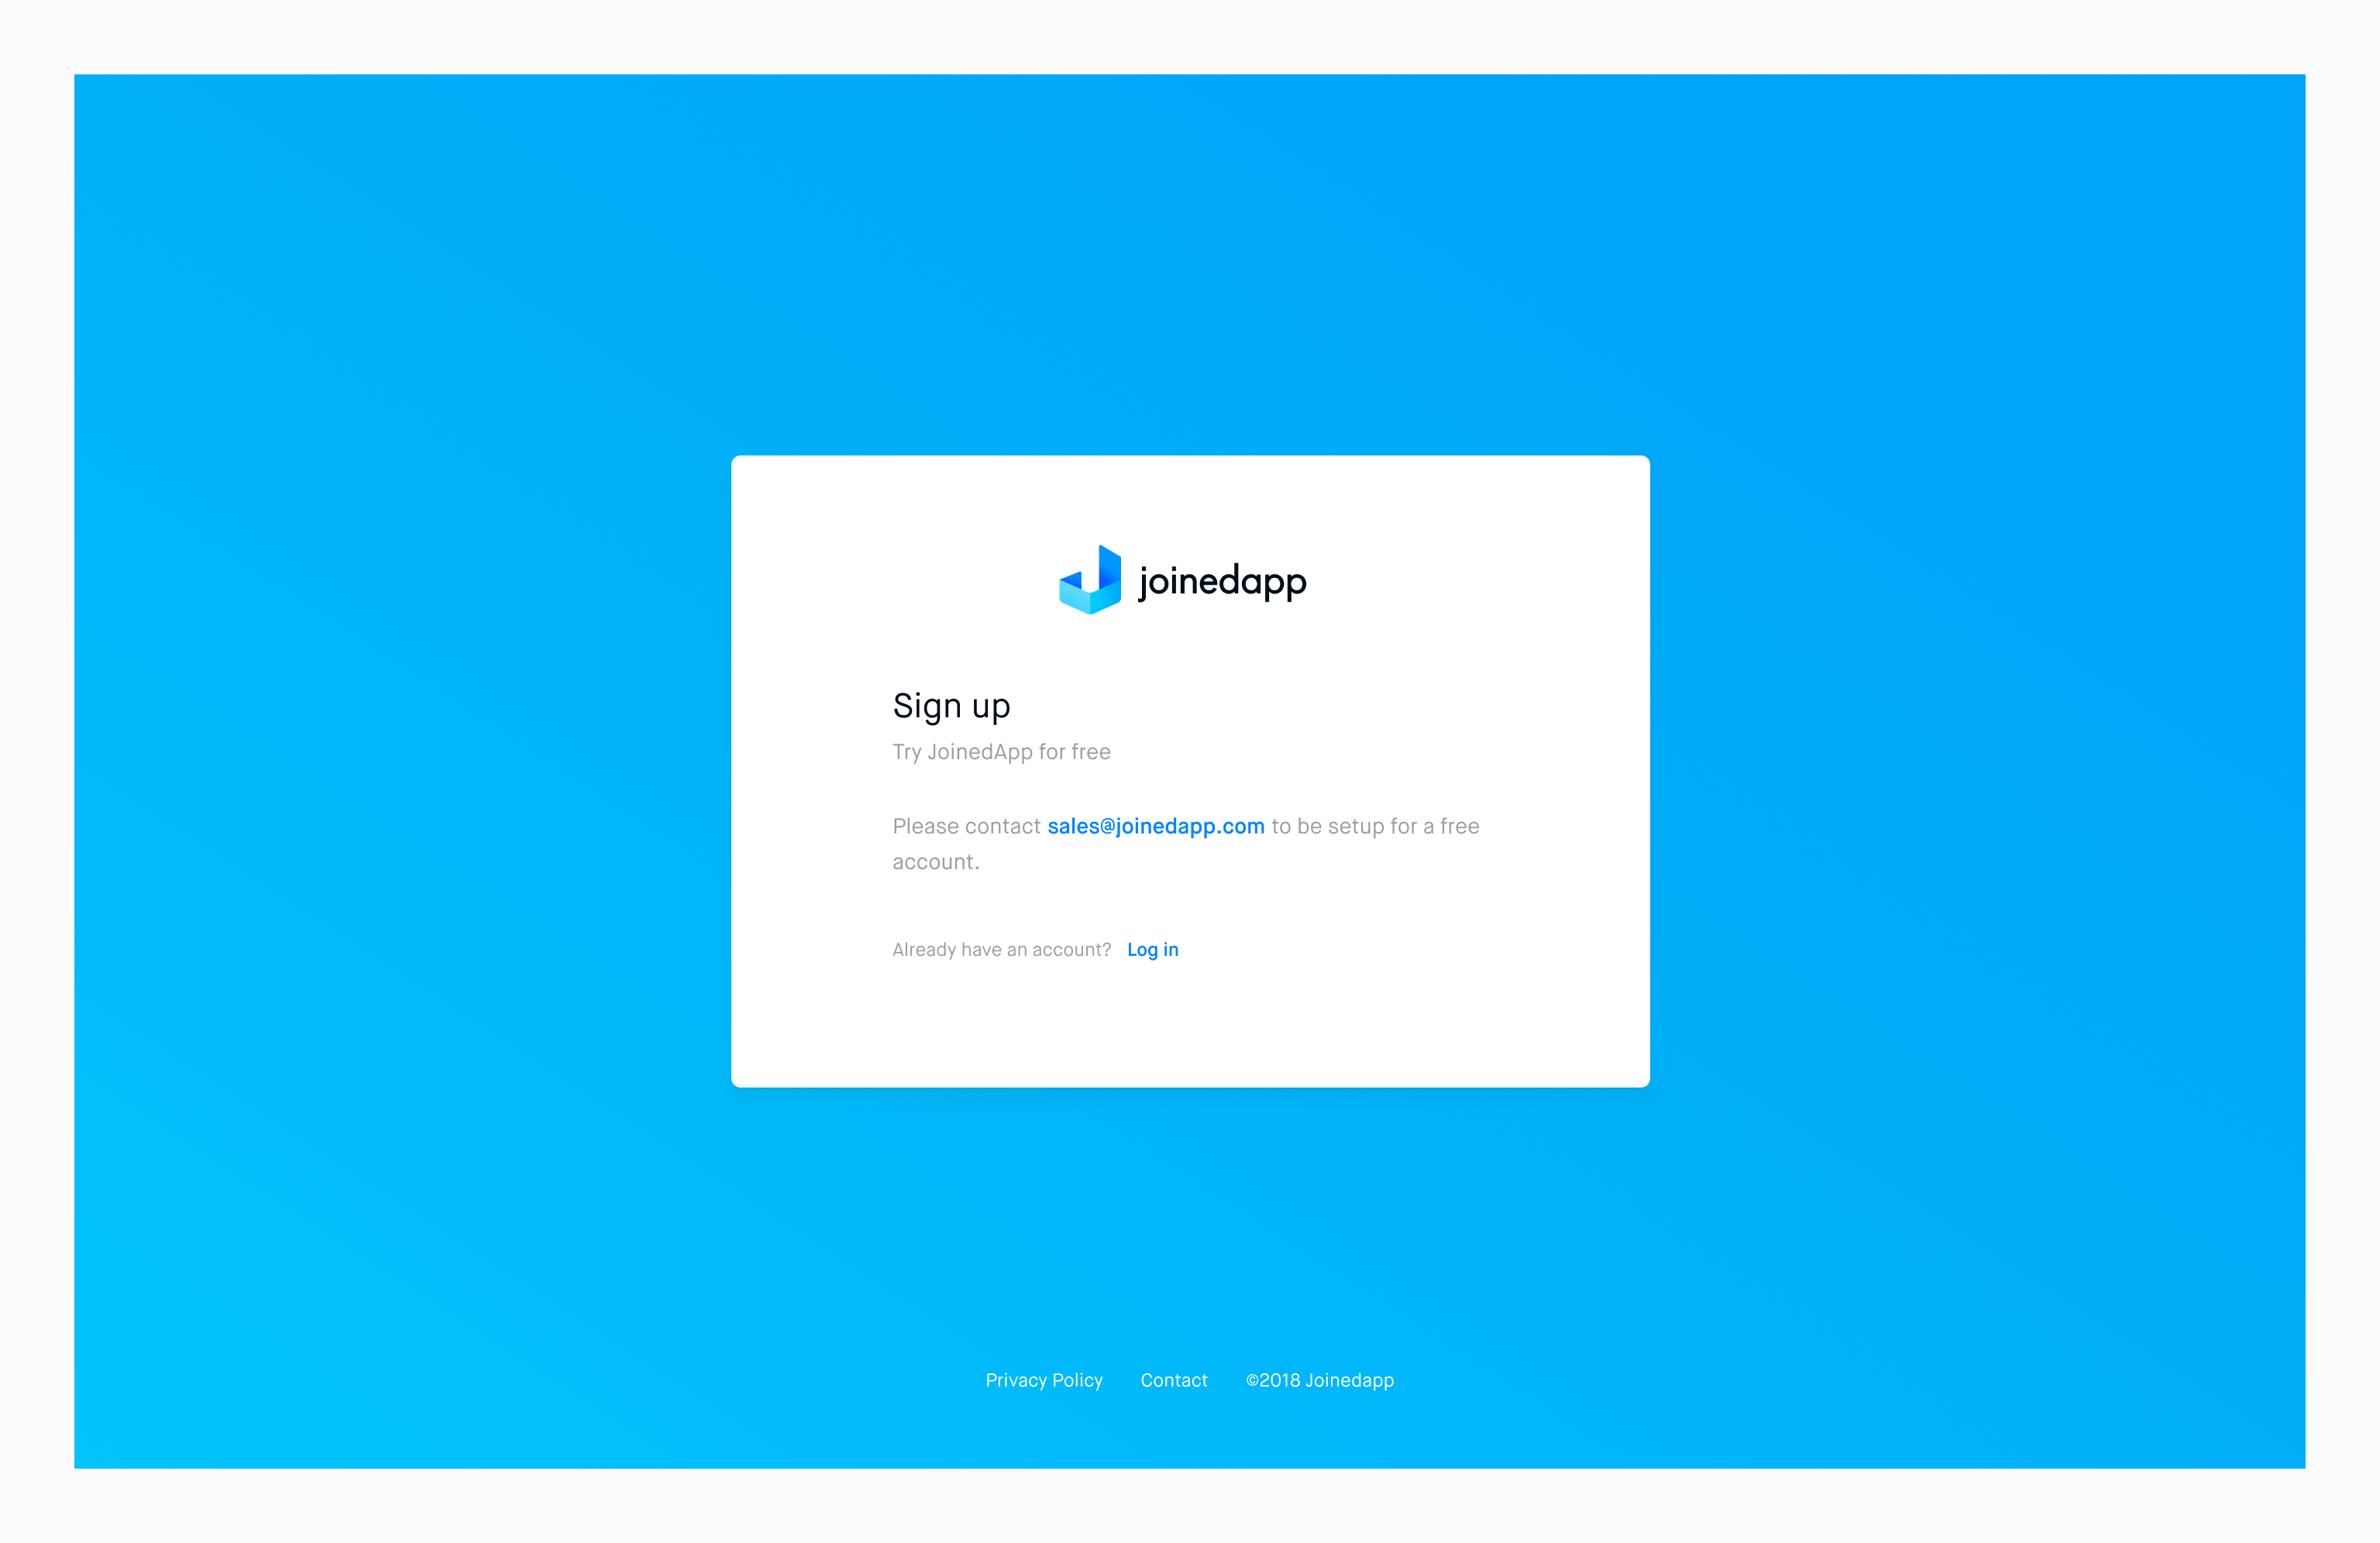 joinedapp
Sign up
Try JoinedApp for free
Please contact sales@joinedapp.com to be setup for a free
account.
Already have an account? Log in
Privacy Policy Contact ©2018 Joinedapp